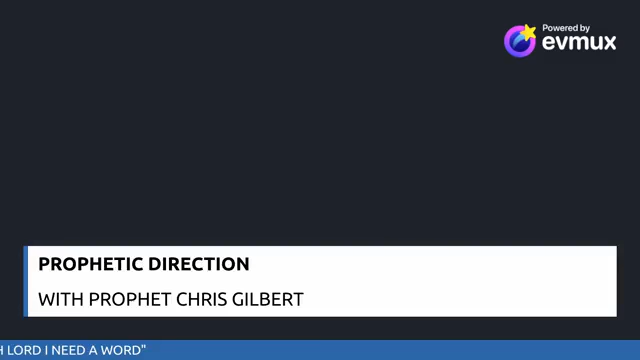 Powered by
evmux
PROPHETIC DIRECTION
WITH PROPHET CHRIS GILBERT
LORD I NEED A WORD"